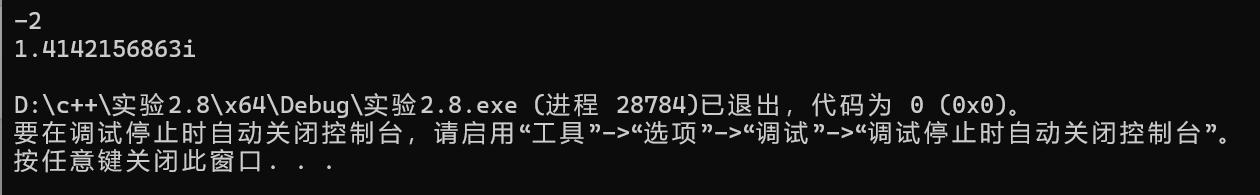 -2
1.4142156863i
D:\c++\实验2.8\x64\Debug\实验2.8.exe (进程 28784)已退出，代码为 0 (0x0)。
要在调试停止时自动关闭控制台，请启用“工具”->“选项”->“调试”->“调试停止时自动关闭控制台”。
按任意键关闭此窗口. . .